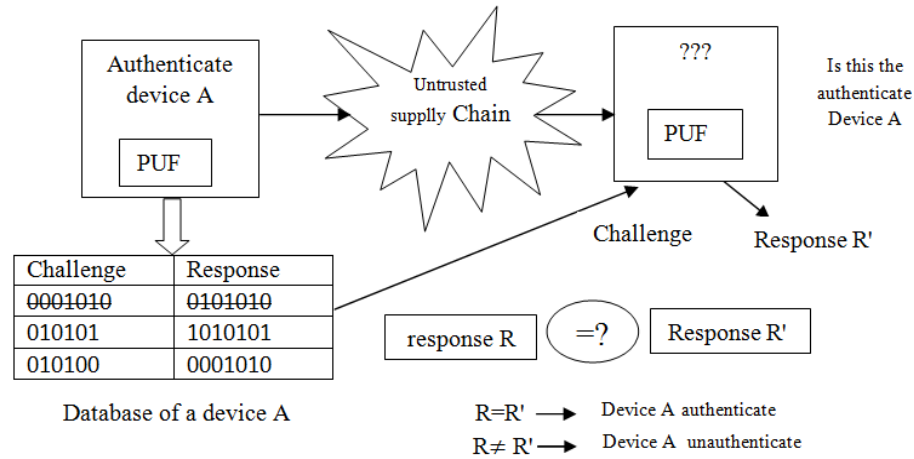 Authenticate
device A
PUF
Untrusted
supplly Chain
???
PUF
Is this the
authenticate
Device A
Challenge
Response R'
Challenge Response
0001010 0101010
010101 1010101
010100 0001010
Database of a device A
response R =? Response R'
R=R' Device A authenticate
R≠ R' Device A unauthenticate